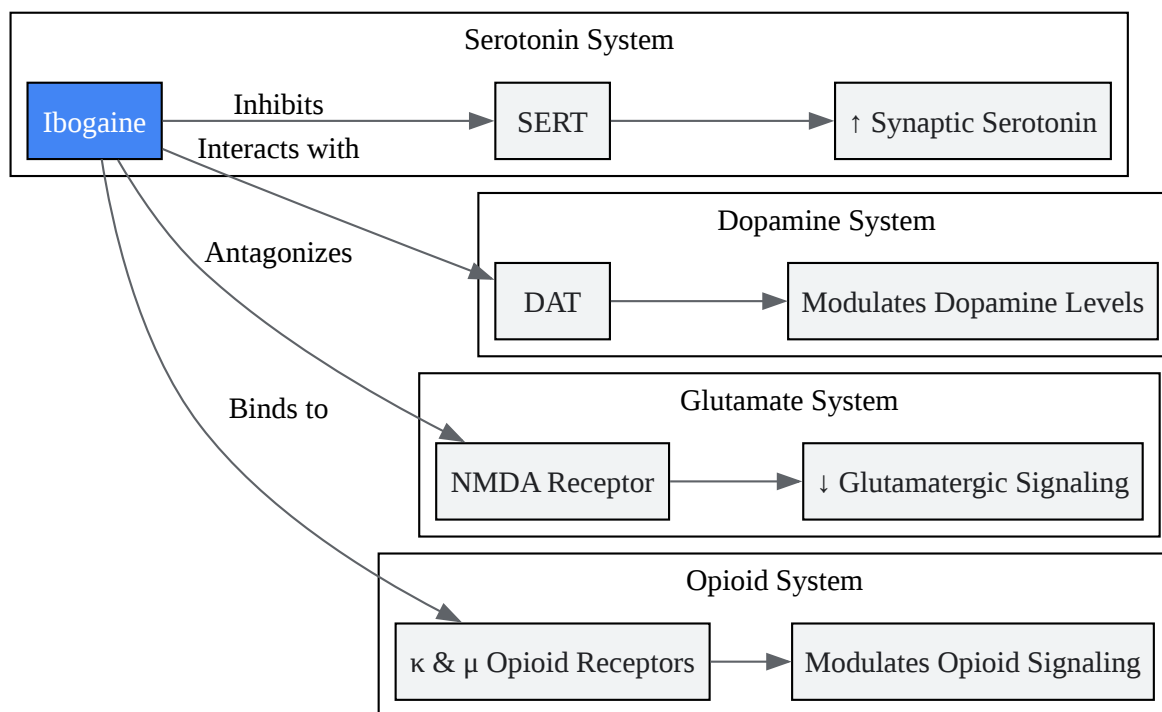 Serotonin System
Ibogaine
Inhibits
SERT
↑ Synaptic Serotonin
Interacts with
Dopamine System
Antagonizes
DAT
Modulates Dopamine Levels
Glutamate System
Binds to
NMDA Receptor
↓ Glutamatergic Signaling
Opioid System
κ & μ Opioid Receptors
Modulates Opioid Signaling